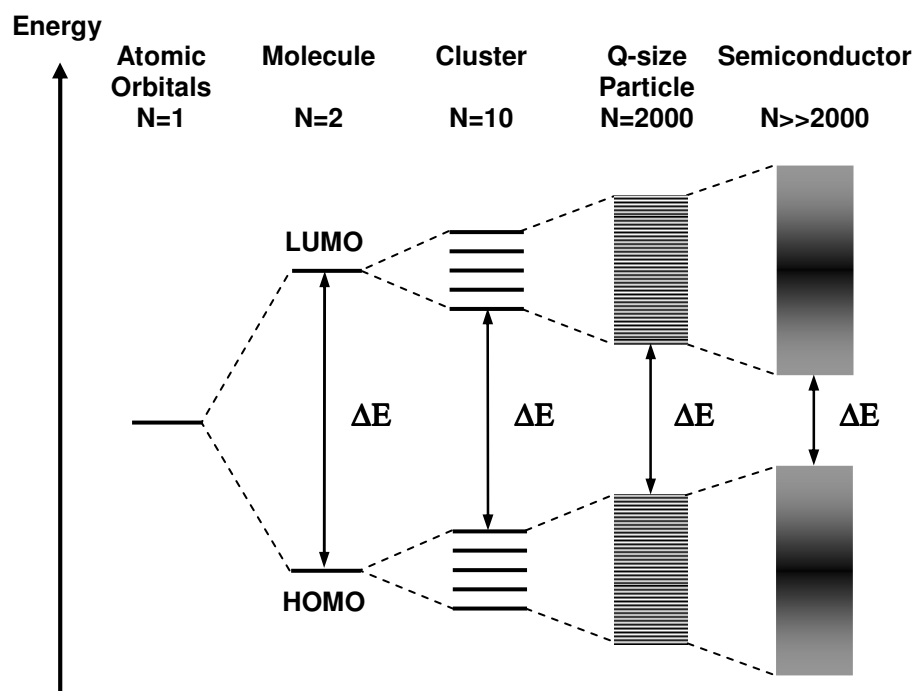 Energy
Atomic
Orbitals
N=1
Molecule
N=2
Cluster
N=10
Q-size
Particle
N=2000
Semiconductor
N>>2000
LUMO
ΔE
ΔE
ΔE
ΔE
HOMO